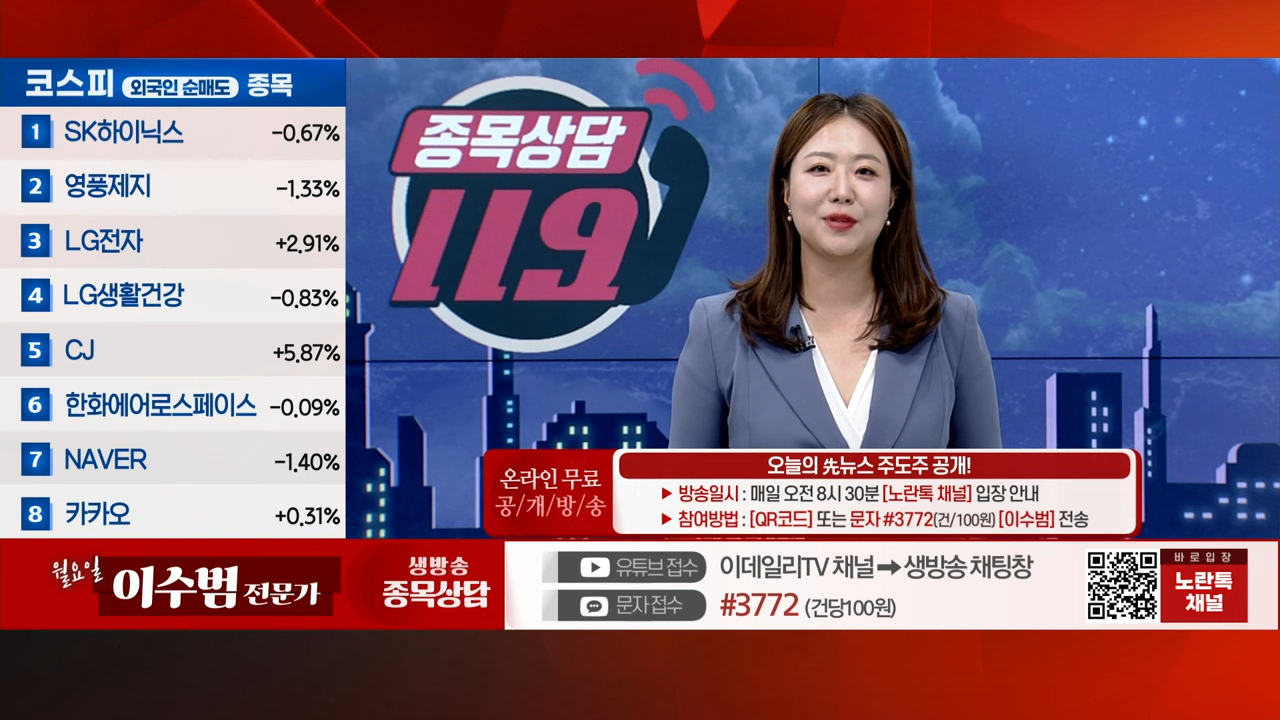 코스피 외국인 순매도 종목
1 SK하이닉스 -0.67%
2 영풍제지 -1.33%
3 LG전자 +2.91%
4 LG생활건강 -0.83%
5 CJ +5.87%
6 한화에어로스페이스 -0.09%
7 NAVER -1.40%
8 카카오 +0.31%
종목상담
119
온라인 무료
공/개/방/송
오늘의 先뉴스 주도주 공개!
▶ 방송일시 : 매일 오전 8시 30분 [노란톡 채널] 입장 안내
▶ 참여방법 : [QR코드] 또는 문자 #3772(건/100원) [이수범] 전송
월요일 이수범 전문가
생방송
종목상담
유튜브 접수 이데일리TV 채널 ➡ 생방송 채팅창
문자 접수 #3772 (건당100원)
바로입장
노란톡
채널